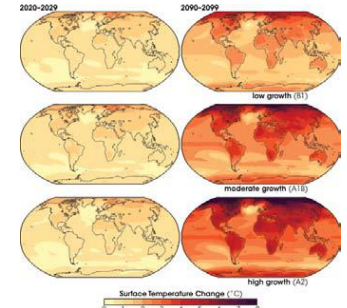 2020-2029 2090-2099
low growth (B1)
moderate growth (A1B)
high growth (A2)
Surface Temperature Change (°C)